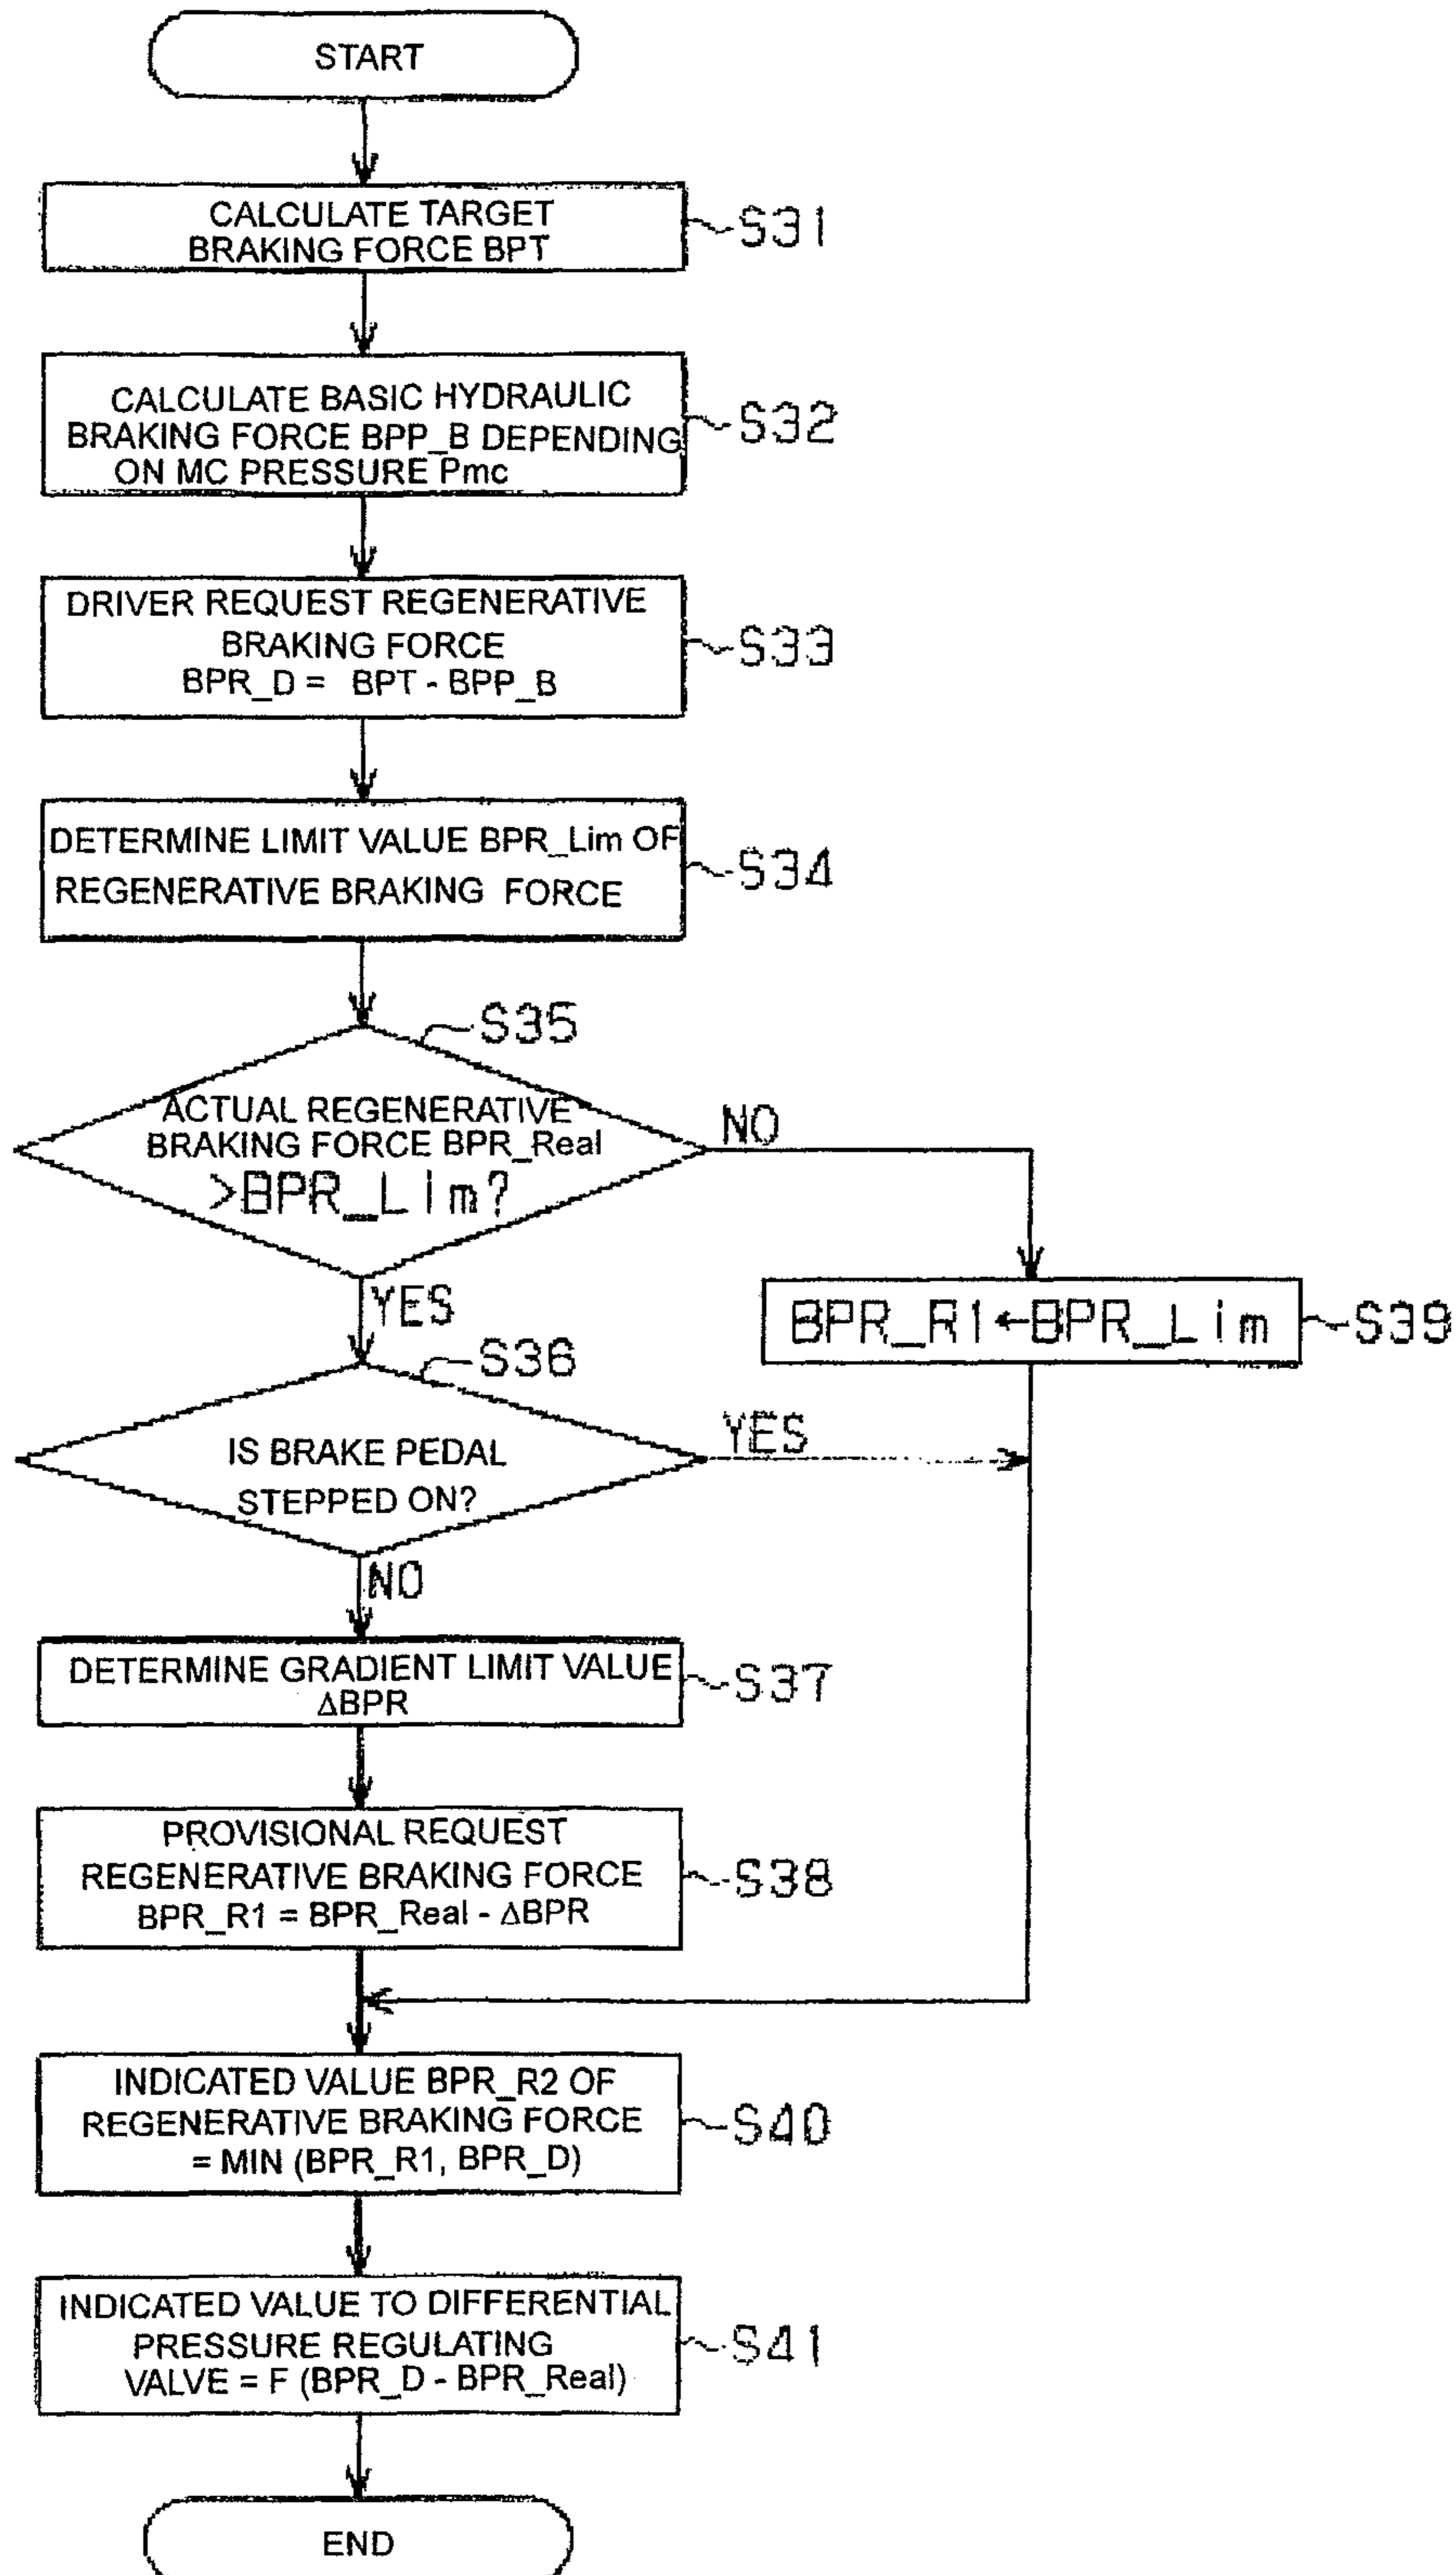 START
CALCULATE TARGET
BRAKING FORCE BPT
S31
CALCULATE BASIC HYDRAULIC
BRAKING FORCE BPP_B DEPENDING
ON MC PRESSURE Pmc
S32
DRIVER REQUEST REGENERATIVE
BRAKING FORCE
BPR_D = BPT - BPP_B
S33
DETERMINE LIMIT VALUE BPR_Lim OF
REGENERATIVE BRAKING FORCE
S34
S35
ACTUAL REGENERATIVE
BRAKING FORCE BPR_Real
>BPR_Lim?
NO
YES
BPR_R1←BPR_Lim
S39
S36
IS BRAKE PEDAL
STEPPED ON?
YES
NO
DETERMINE GRADIENT LIMIT VALUE
ΔBPR
S37
PROVISIONAL REQUEST
REGENERATIVE BRAKING FORCE
BPR_R1 = BPR_Real - ΔBPR
S38
INDICATED VALUE BPR_R2 OF
REGENERATIVE BRAKING FORCE
= MIN (BPR_R1, BPR_D)
S40
INDICATED VALUE TO DIFFERENTIAL
PRESSURE REGULATING
VALVE = F (BPR_D - BPR_Real)
S41
END